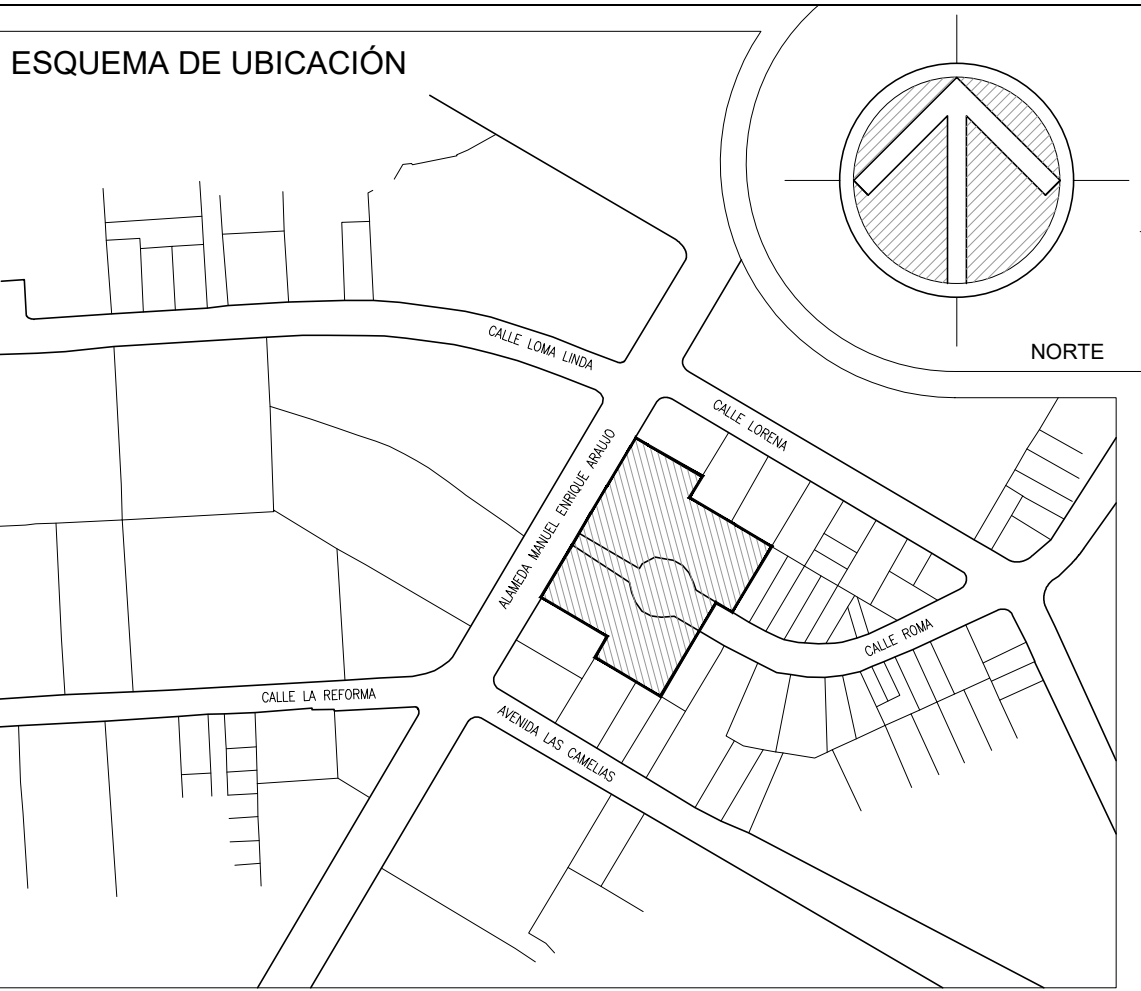 ESQUEMA DE UBICACIÓN
NORTE
CALLE LOMA LINDA
CALLE LORENA
ALAMEDA MANUEL ENRIQUE ARAUJO
CALLE ROMA
CALLE LA REFORMA
AVENIDA LAS CAMELIAS